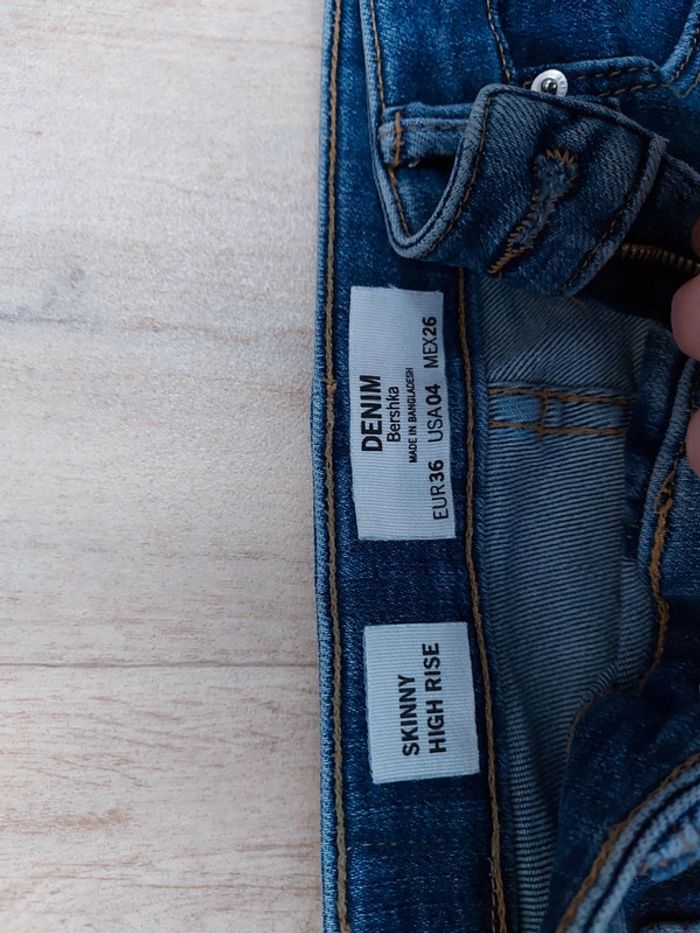 DENIM
Bershka
MADE IN BANGLADESH
EUR36 USA04 MEX26
SKINNY
HIGH RISE